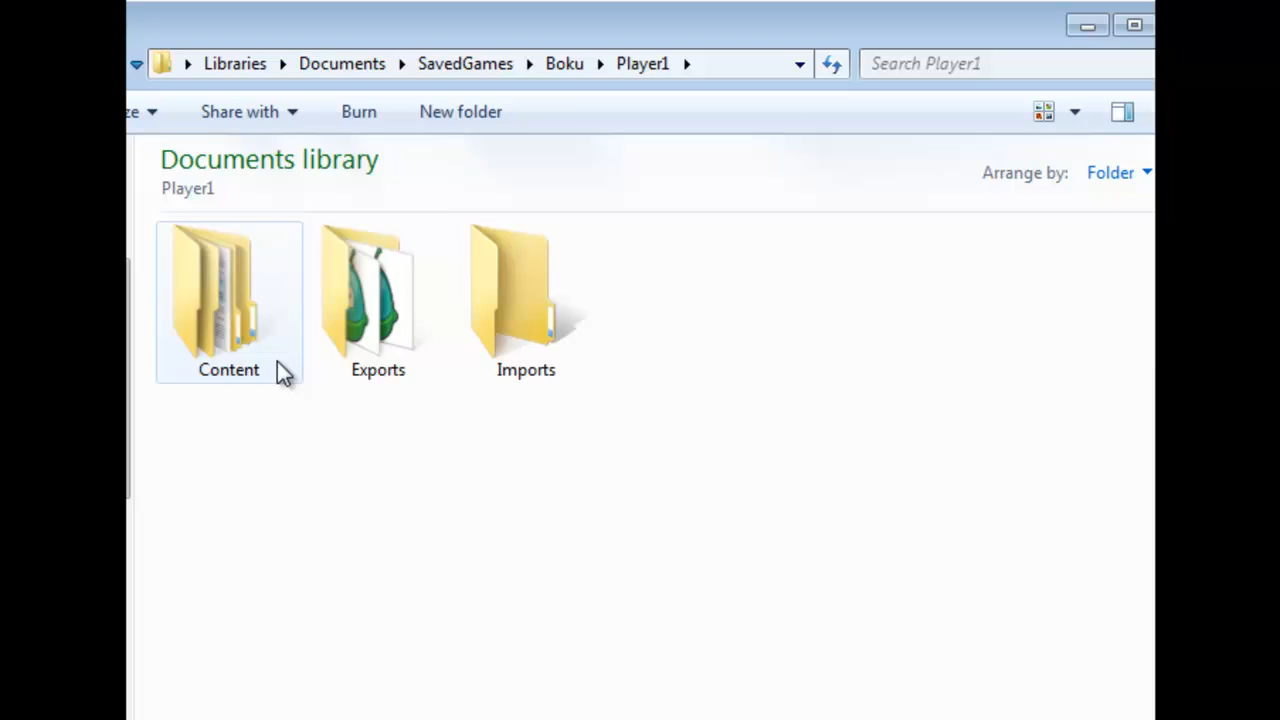 Libraries Documents SavedGames Boku Player1
Search Player1
ze Share with Burn New folder
Documents library
Player1
Arrange by: Folder
Content Exports Imports